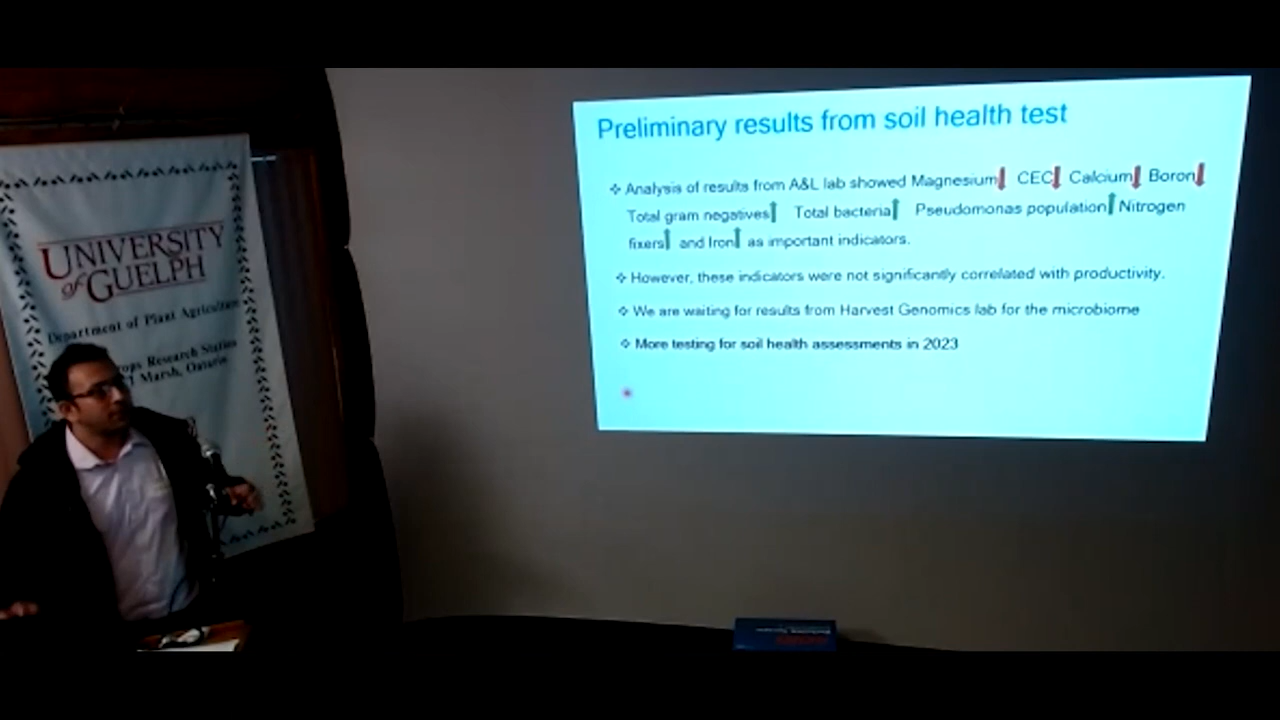 Preliminary results from soil health test
❖ Analysis of results from A&L lab showed Magnesium⬇ CEC⬇ Calcium⬇ Boron⬇
Total gram negatives⬆ Total bacteria⬆ Pseudomonas population⬆ Nitrogen
fixers⬆ and Iron⬆ as important indicators.
❖ However, these indicators were not significantly correlated with productivity.
❖ We are waiting for results from Harvest Genomics lab for the microbiome
❖ More testing for soil health assessments in 2023
UNIVERSITY
of GUELPH
Department of Plant Agriculture
rops Research Station
Marsh, Ontario